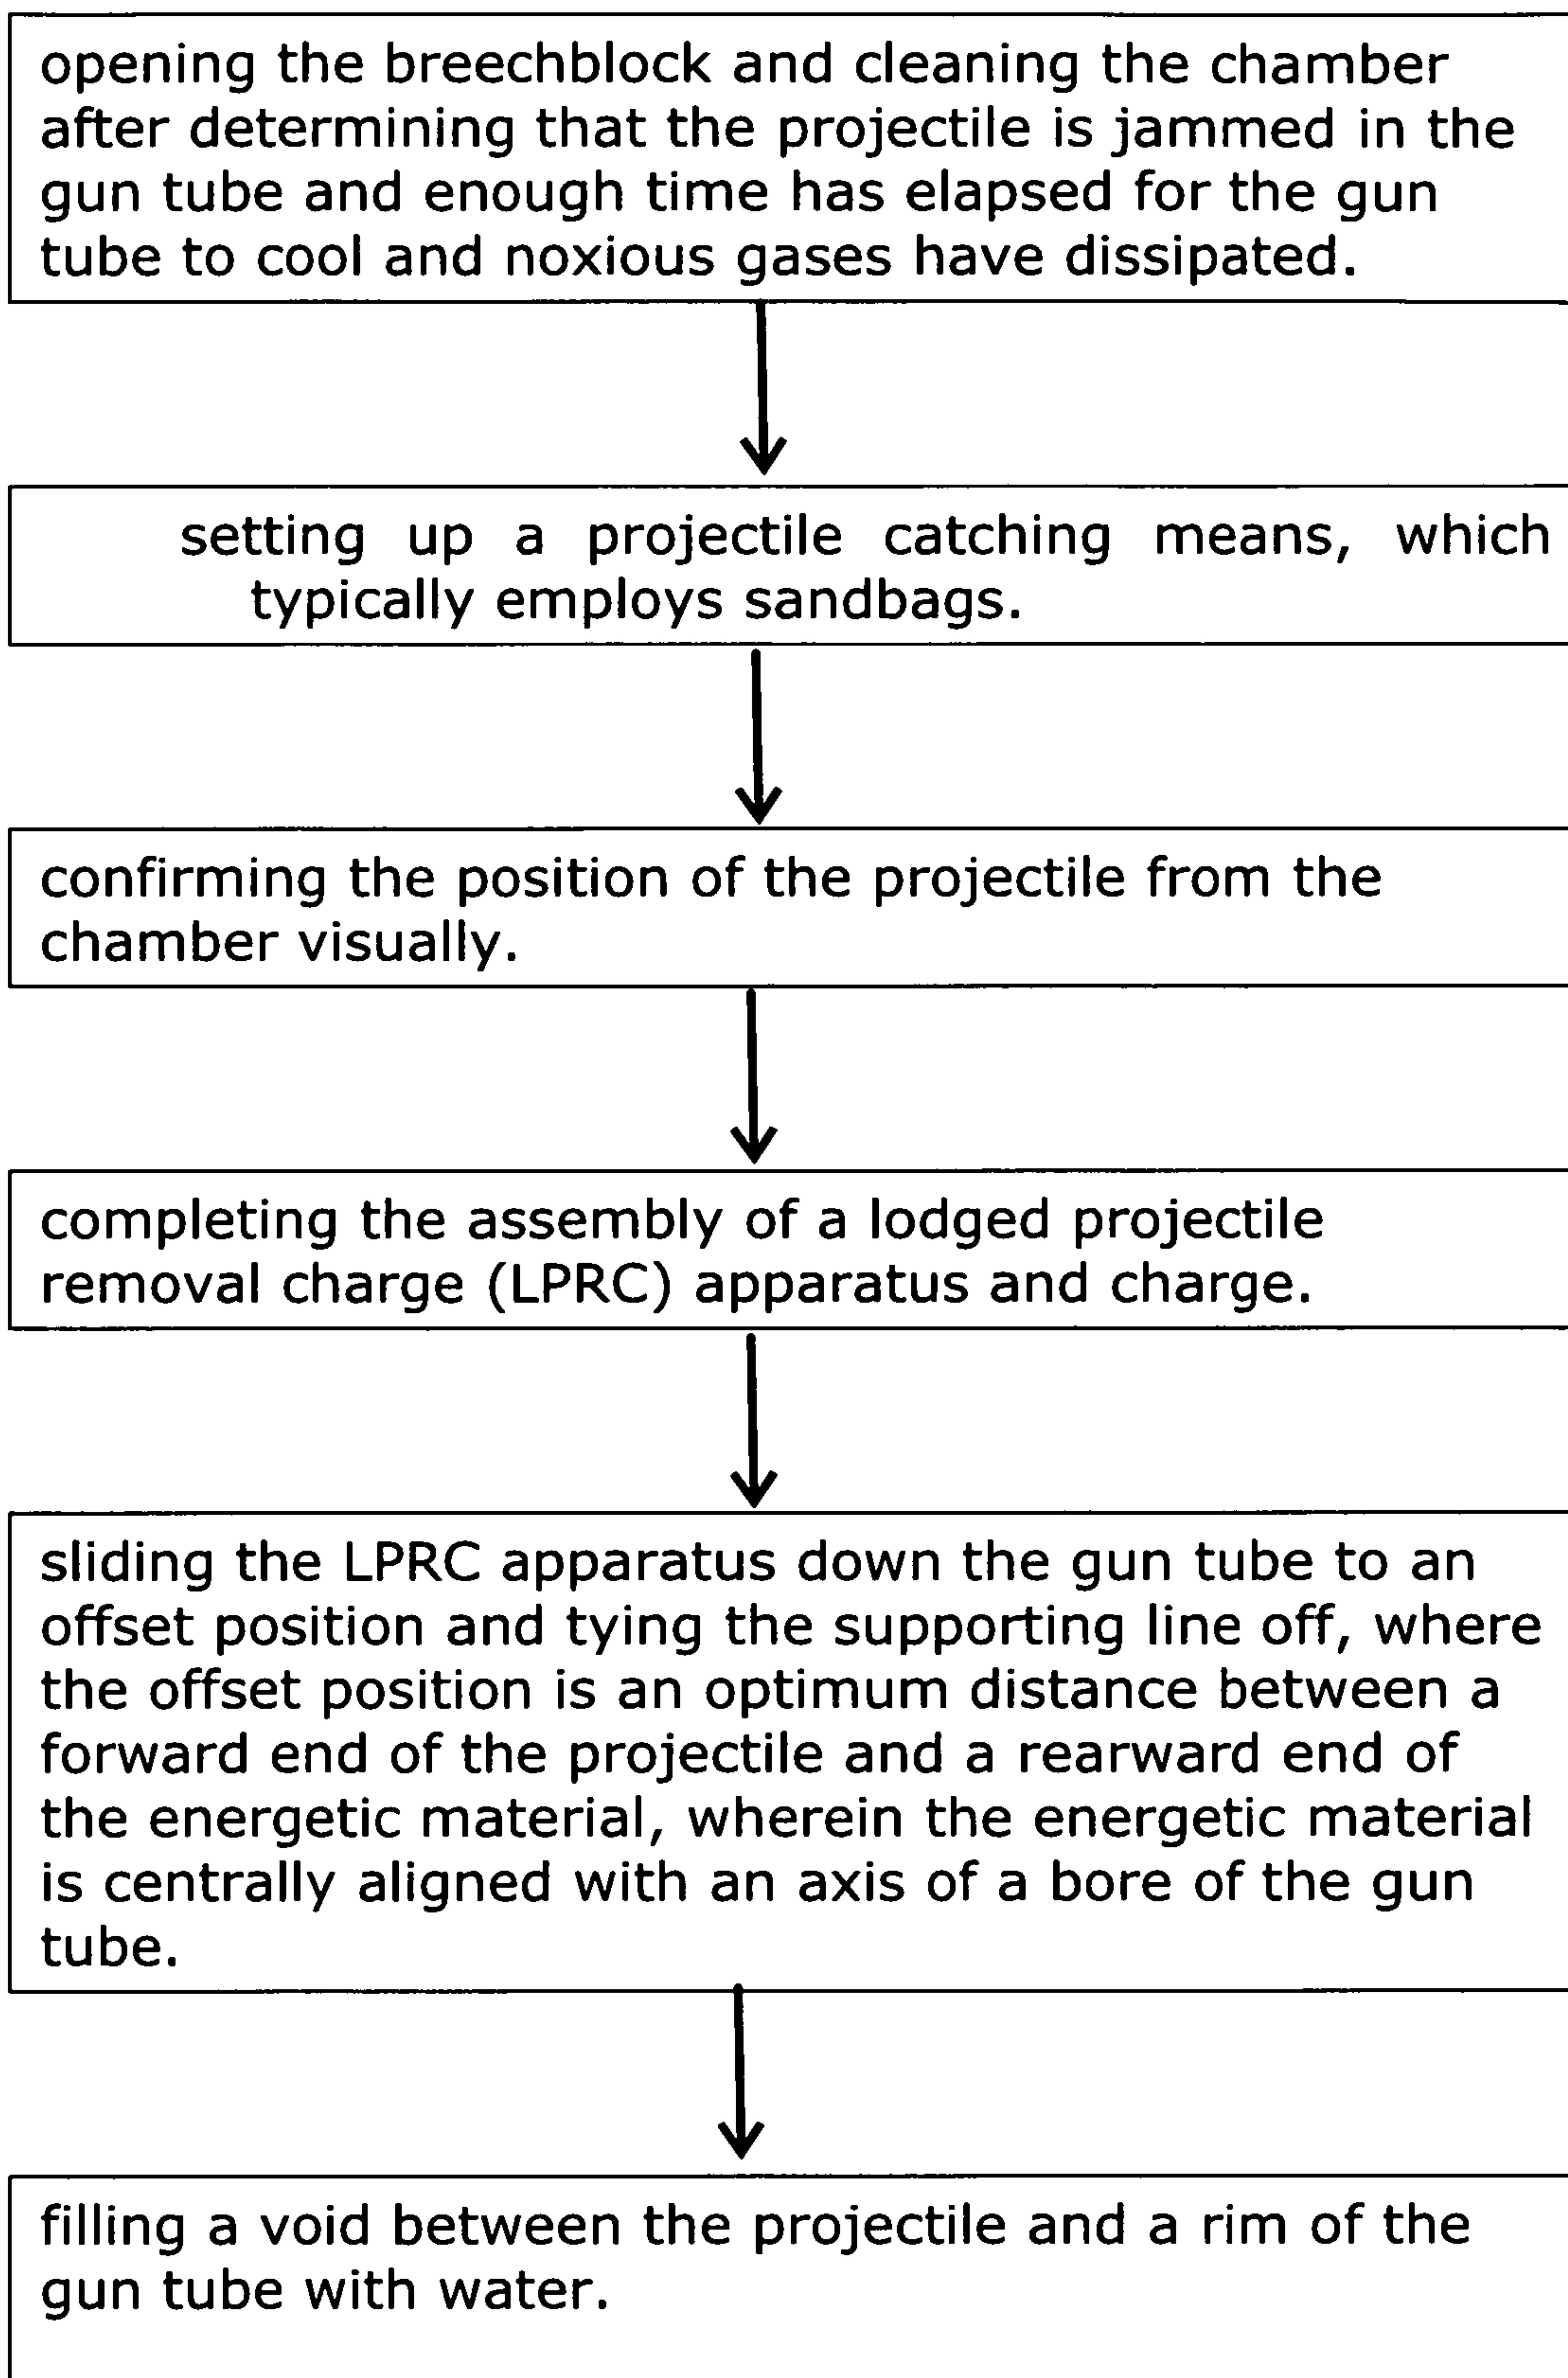 opening the breechblock and cleaning the chamber
after determining that the projectile is jammed in the
gun tube and enough time has elapsed for the gun
tube to cool and noxious gases have dissipated.
setting up a projectile catching means, which
typically employs sandbags.
confirming the position of the projectile from the
chamber visually.
completing the assembly of a lodged projectile
removal charge (LPRC) apparatus and charge.
sliding the LPRC apparatus down the gun tube to an
offset position and tying the supporting line off, where
the offset position is an optimum distance between a
forward end of the projectile and a rearward end of
the energetic material, wherein the energetic material
is centrally aligned with an axis of a bore of the gun
tube.
filling a void between the projectile and a rim of the
gun tube with water.